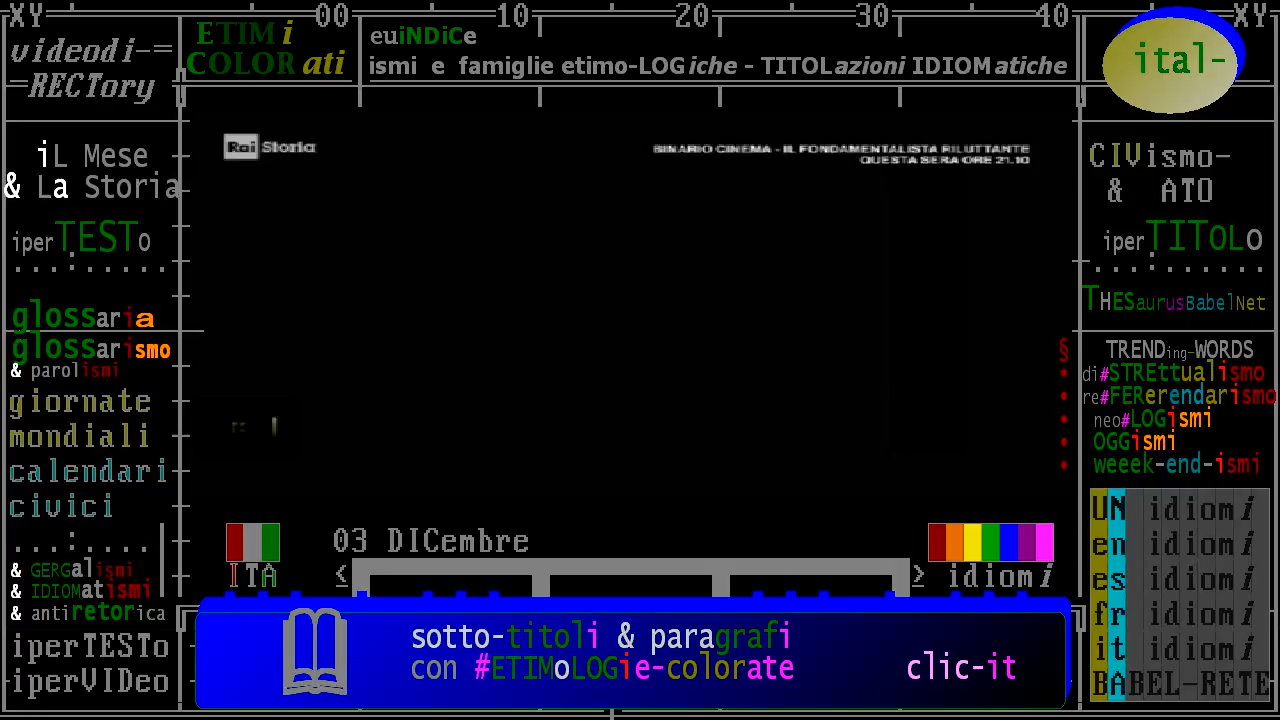 XY 00 10 20 30 40 XY
videodi-=
=RECTory
ETIMi
COLORati
euiNDiCe
ismi e famiglie etimo-LOGiche - TITOLazioni IDIOMatiche
ital-
iL Mese
& La Storia
iperTESTo
glossaria
glossarismo
& parolismi
giornate
mondiali
calendari
civici
& GERGalismi
& IDIOMatismi
& antiretorica
iperTESTo
iperVIDeo
Rai Storia
BINARIO CINEMA - IL FONDAMENTALISTA RILUTTANTE
QUESTA SERA ORE 21.10
§
ITA
03 DICembre
< >
idiomi
sotto-titoli & paragrafi
con #ETIMoLOGie-colorate clic-it
CIVismo-
& ATO
iperTITOLo
THESaurusBabelNet
TRENDing-WORDS
di#STREttualismo
re#FERerendarismo
neo#LOGismi
OGGismi
weeek-end-ismi
UN idiomi
en idiomi
es idiomi
fr idiomi
it idiomi
BABEL-RETE